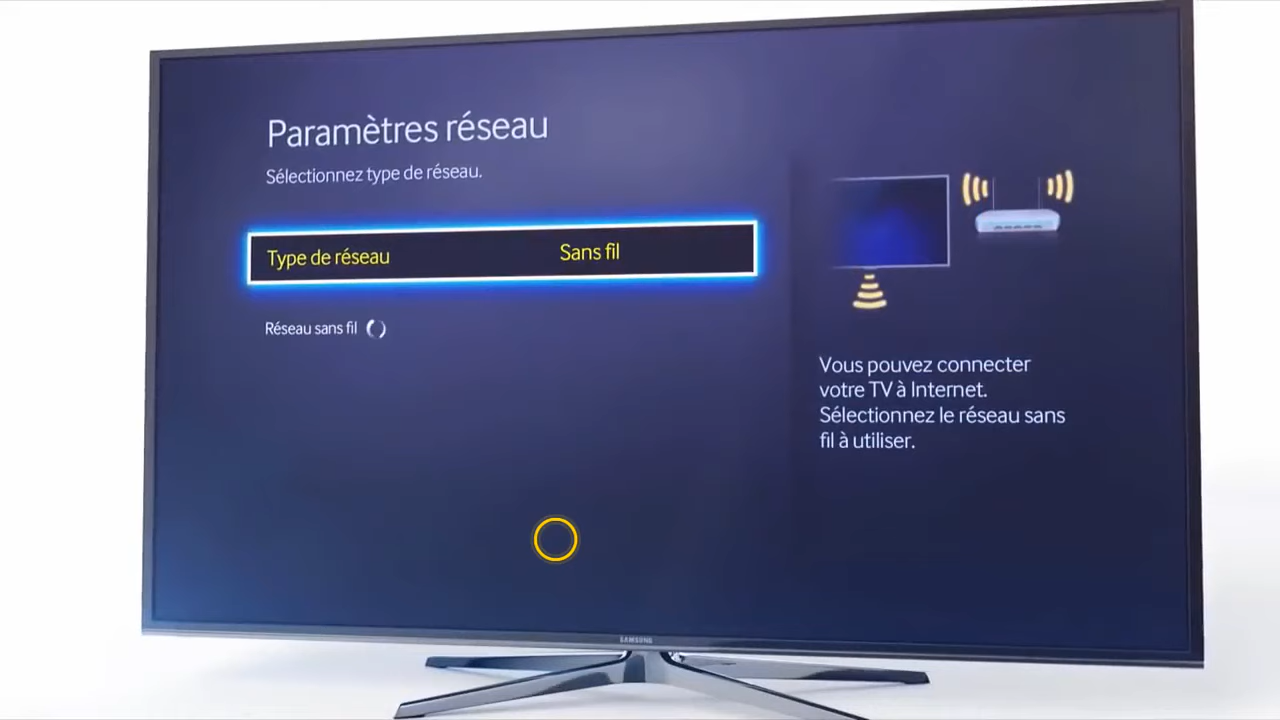 Paramètres réseau
Sélectionnez type de réseau.
Type de réseau Sans fil
Réseau sans fil
Vous pouvez connecter
votre TV à Internet.
Sélectionnez le réseau sans
fil à utiliser.
SAMSUNG